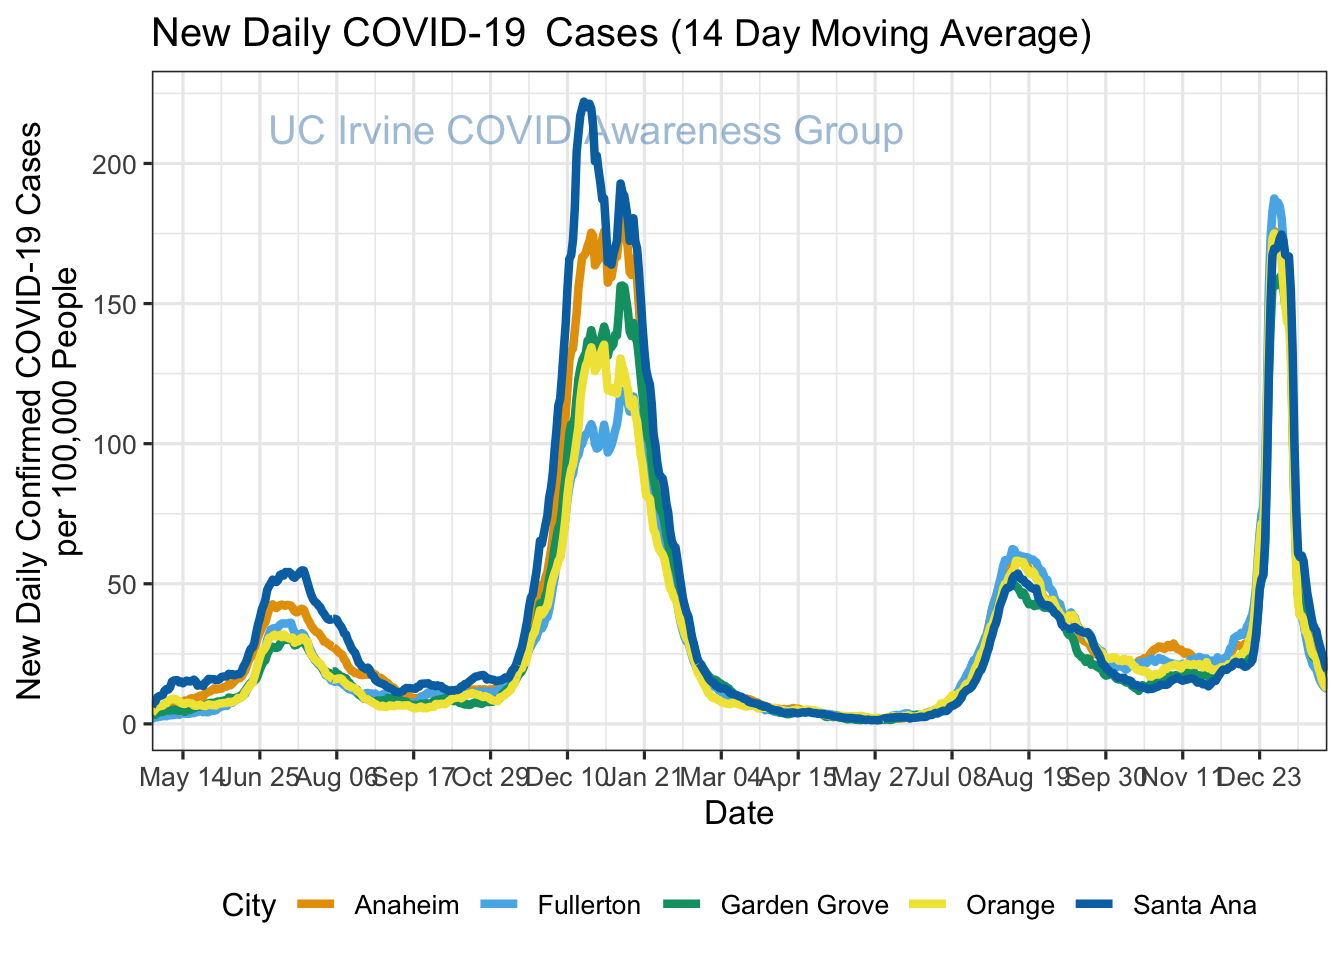 New Daily COVID-19 Cases (14 Day Moving Average)
UC Irvine COVID Awareness Group
New Daily Confirmed COVID-19 Cases
per 100,000 People
200
150
100
50
0
May 14 Jun 25 Aug 06 Sep 17 Oct 29 Dec 10 Jan 21 Mar 04 Apr 15 May 27 Jul 08 Aug 19 Sep 30 Nov 11 Dec 23
Date
City Anaheim Fullerton Garden Grove Orange Santa Ana